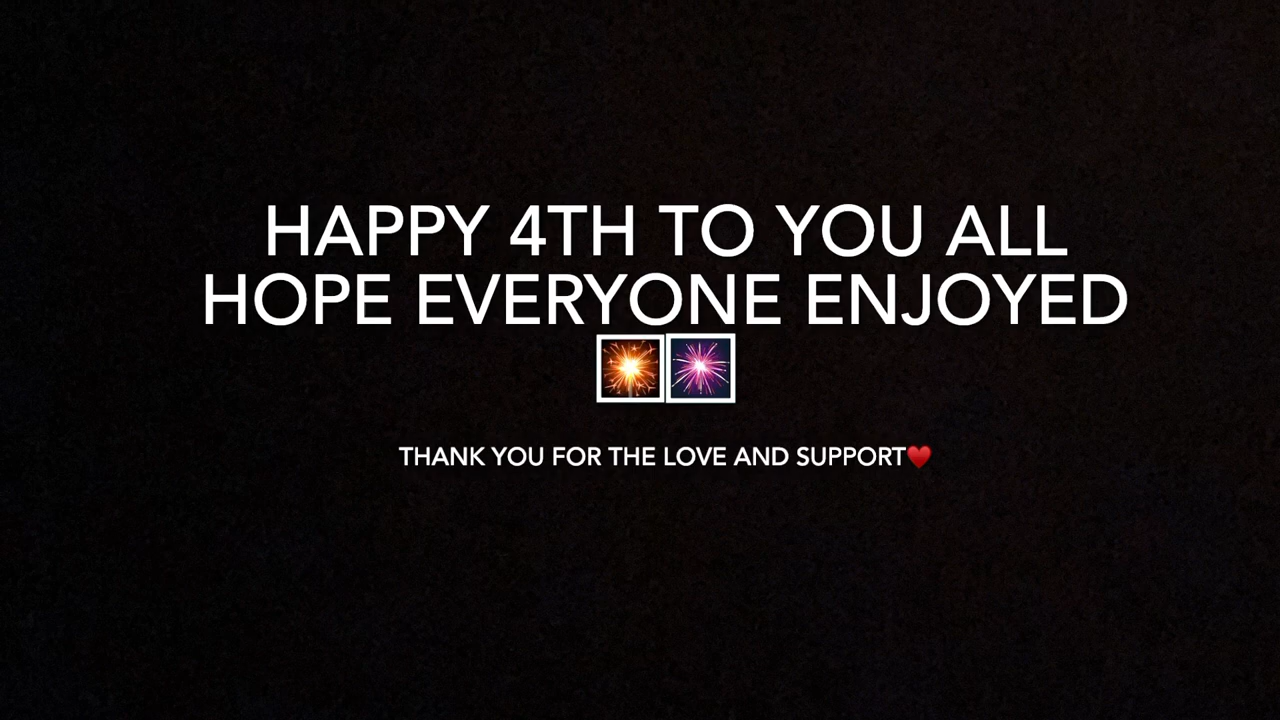 HAPPY 4TH TO YOU ALL
HOPE EVERYONE ENJOYED
🎇🎆
THANK YOU FOR THE LOVE AND SUPPORT♥️